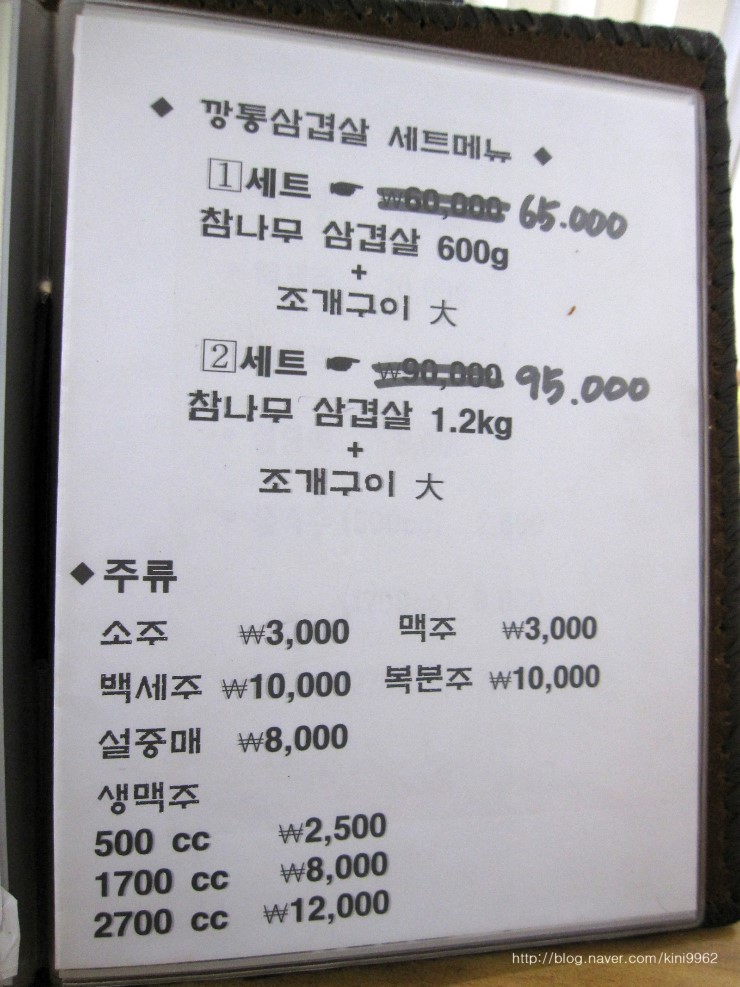 ◆ 깡통삼겹살 세트메뉴 ◆
1 세트 ☛ ₩60,000 65.000
참나무 삼겹살 600g
+
조개구이 大
2 세트 ☛ ₩90,000 95.000
참나무 삼겹살 1.2kg
+
조개구이 大
◆ 주류
소주 ₩3,000 맥주 ₩3,000
백세주 ₩10,000 복분주 ₩10,000
설중매 ₩8,000
생맥주
500 cc ₩2,500
1700 cc ₩8,000
2700 cc ₩12,000
http://blog.naver.com/kini9962